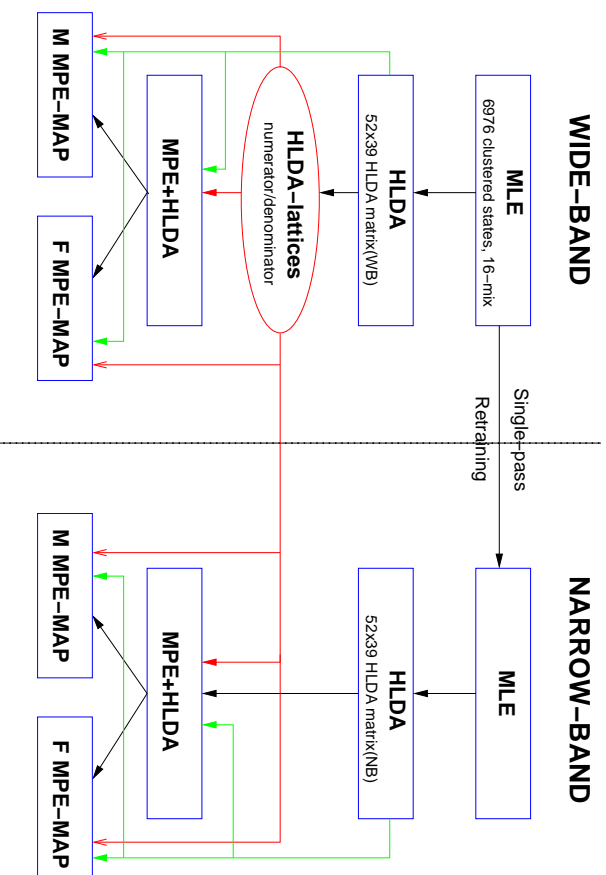 WIDE-BAND
MLE
6976 clustered states, 16-mix
HLDA
52x39 HLDA matrix(WB)
HLDA-lattices
numerator/denominator
MPE+HLDA
M MPE-MAP
F MPE-MAP
Single-pass
Retraining
NARROW-BAND
MLE
HLDA
52x39 HLDA matrix(NB)
MPE+HLDA
M MPE-MAP
F MPE-MAP